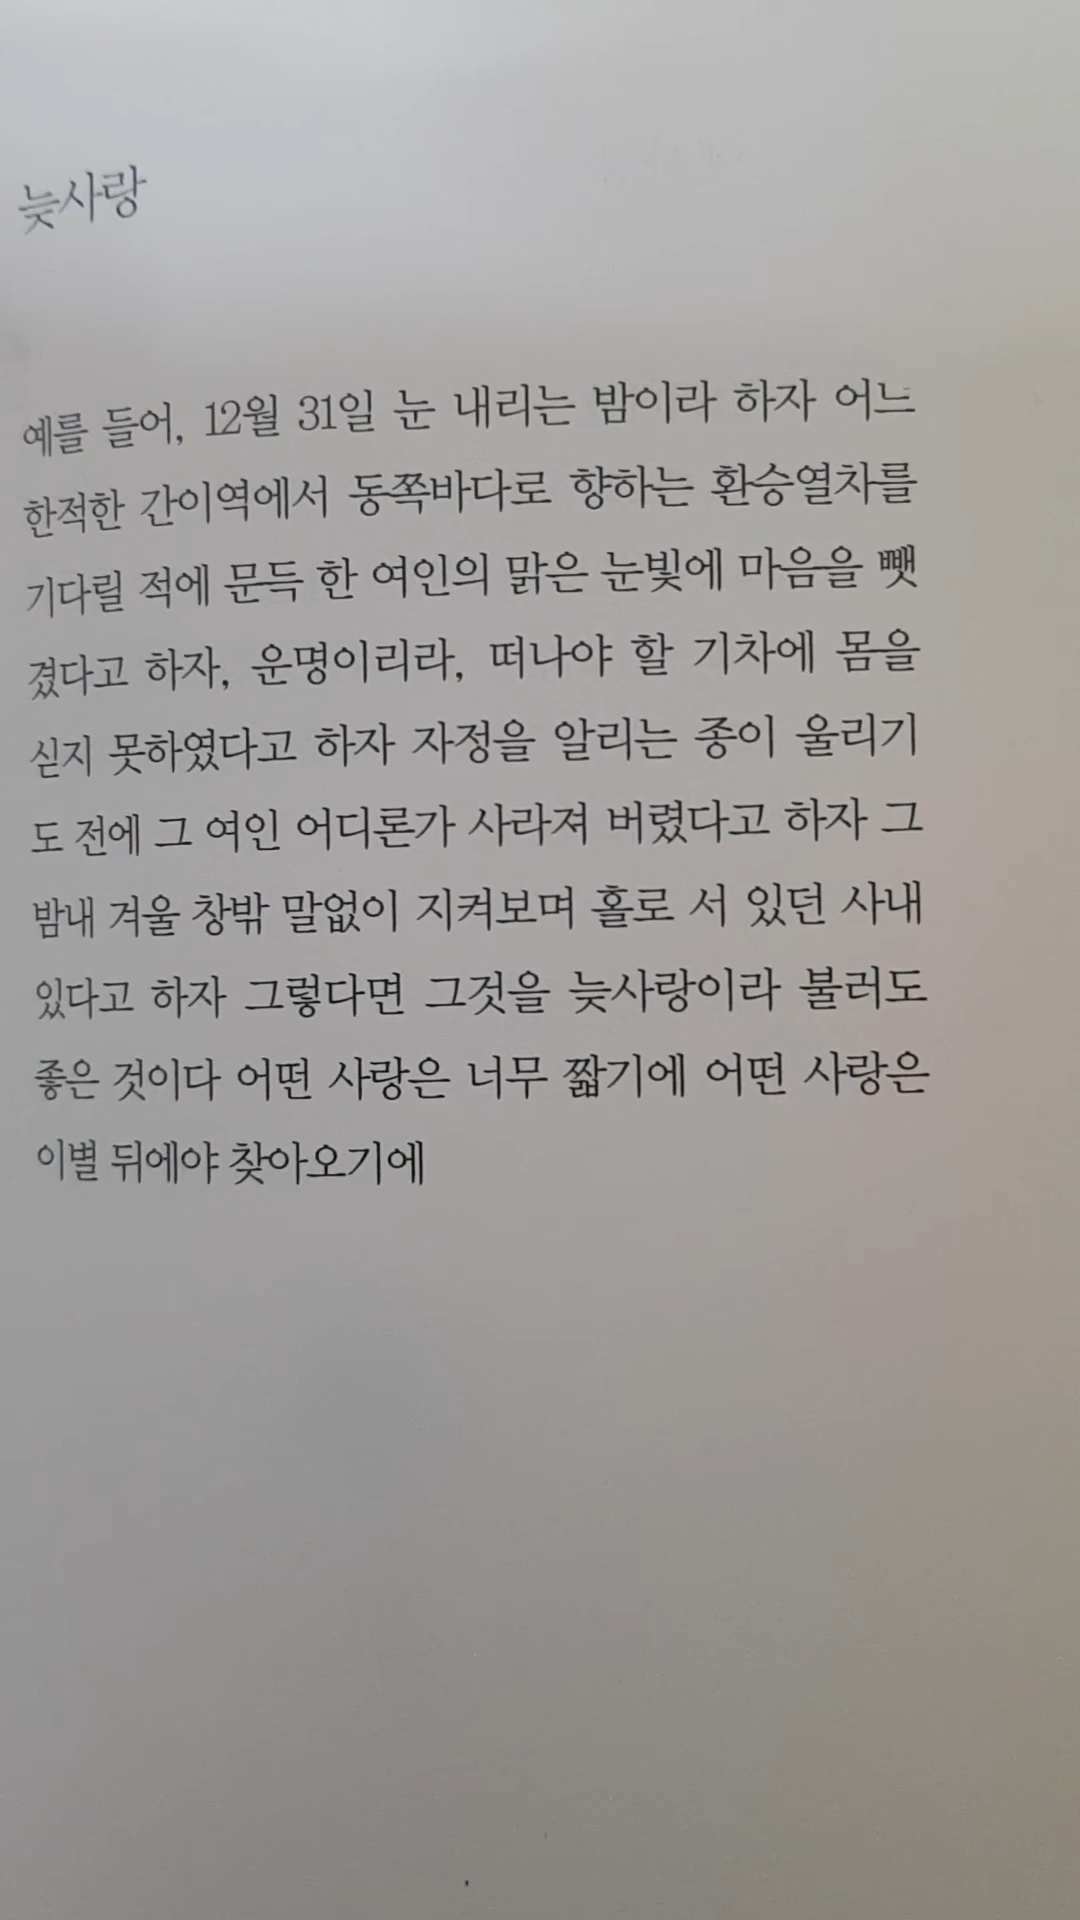 늦사랑
예를 들어, 12월 31일 눈 내리는 밤이라 하자 어느
한적한 간이역에서 동쪽바다로 향하는 환승열차를
기다릴 적에 문득 한 여인의 맑은 눈빛에 마음을 뺏
겼다고 하자, 운명이리라, 떠나야 할 기차에 몸을
싣지 못하였다고 하자 자정을 알리는 종이 울리기
도 전에 그 여인 어디론가 사라져 버렸다고 하자 그
밤내 겨울 창밖 말없이 지켜보며 홀로 서 있던 사내
있다고 하자 그렇다면 그것을 늦사랑이라 불러도
좋은 것이다 어떤 사랑은 너무 짧기에 어떤 사랑은
이별 뒤에야 찾아오기에